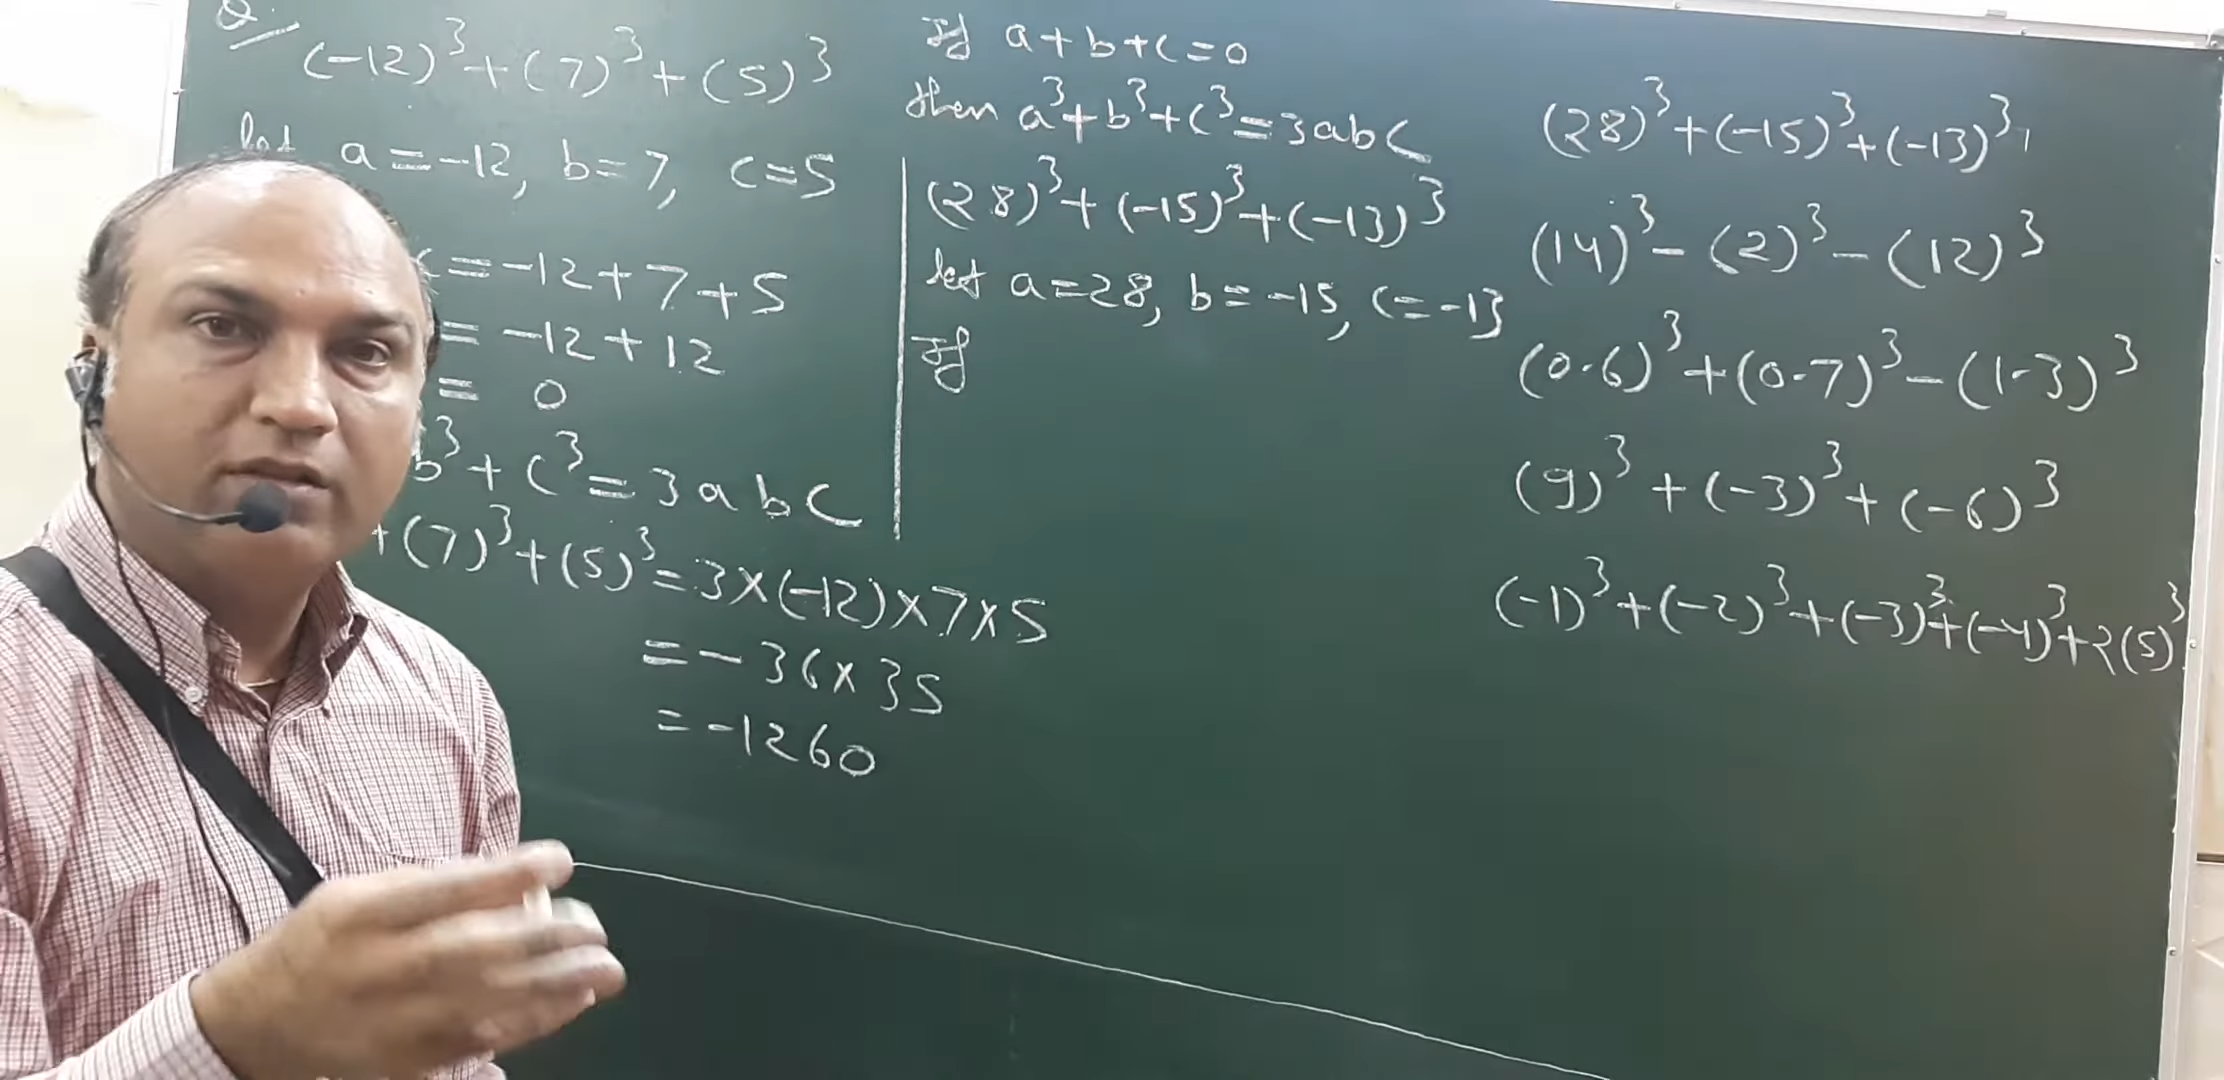 Q.
(-12)³+(7)³+(5)³
let a=-12, b=7, c=5
=-12+7+5
=-12+12
= 0
b³+c³=3abc
+(7)³+(5)³=3×(-12)×7×5
=-36×35
=-1260
If a+b+c=0
then a³+b³+c³=3abc
(28)³+(-15)³+(-13)³
let a=28, b=-15, c=-13
If
(28)³+(-15)³+(-13)³
(14)³-(2)³-(12)³
(0.6)³+(0.7)³-(1.3)³
(9)³+(-3)³+(-6)³
(-1)³+(-2)³+(-3)³+(-4)³+2(5)³